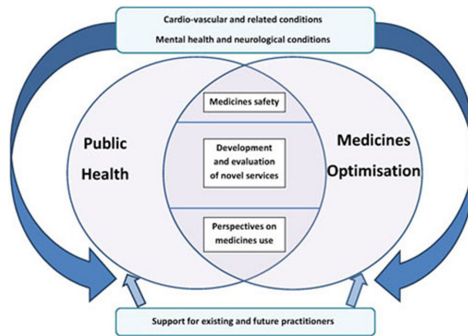 Cardio-vascular and related conditions
Mental health and neurological conditions
Medicines safety
Public
Health
Development
and evaluation
of novel services
Medicines
Optimisation
Perspectives on
medicines use
Support for existing and future practitioners